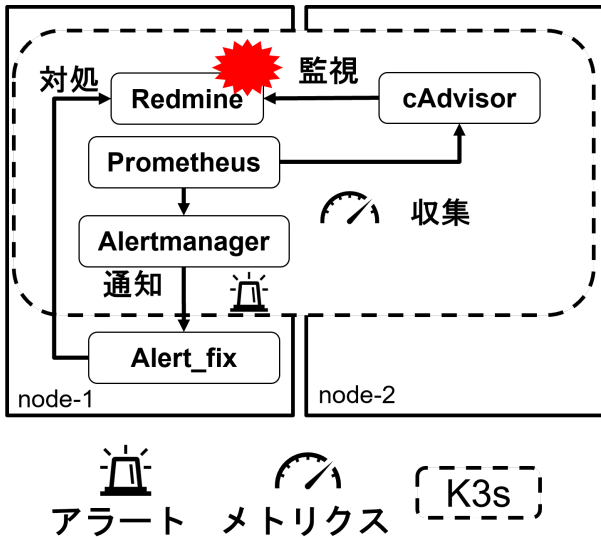 対処
監視
Redmine
cAdvisor
Prometheus
収集
Alertmanager
通知
Alert_fix
node-1
node-2
アラート
メトリクス
K3s